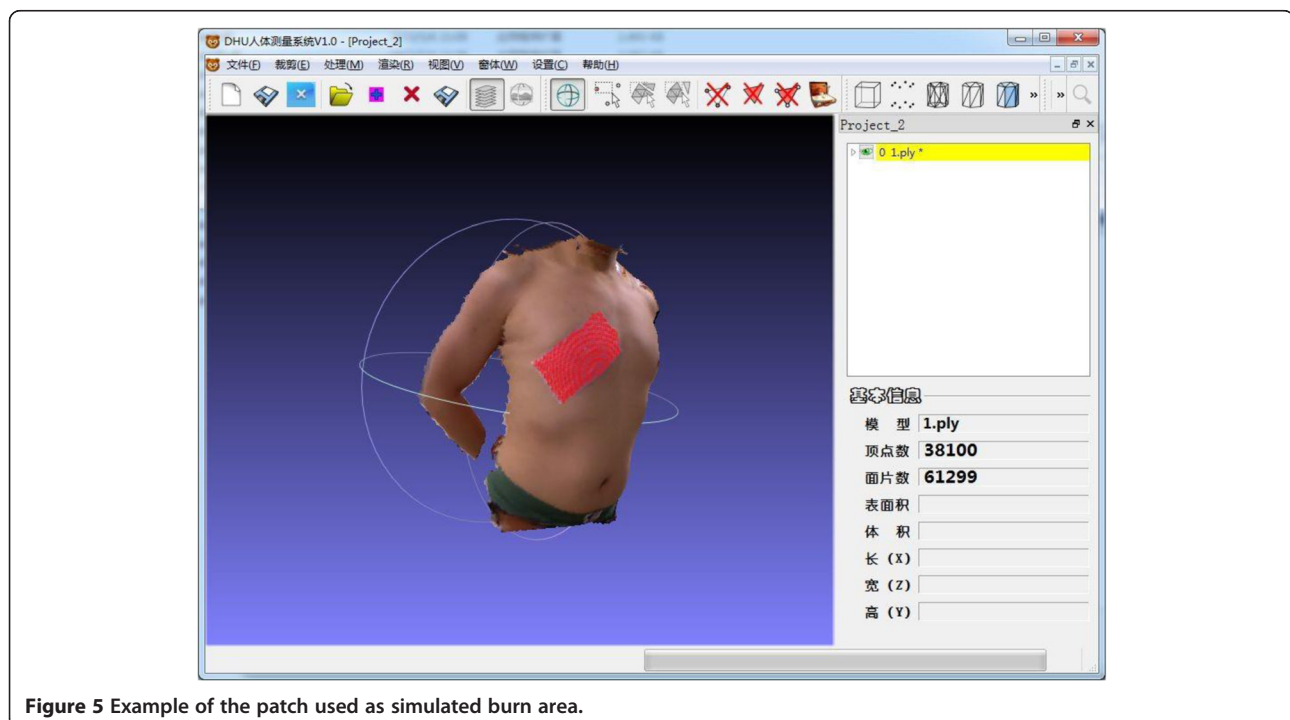 DHU人体测量系统V1.0 - [Project_2]
文件(F) 裁剪(E) 处理(M) 渲染(R) 视图(V) 窗体(W) 设置(C) 帮助(H)
Project_2
0 1.ply *
基本信息
模 型 1.ply
顶点数 38100
面片数 61299
表面积
体 积
长 (X)
宽 (Z)
高 (Y)
Figure 5 Example of the patch used as simulated burn area.